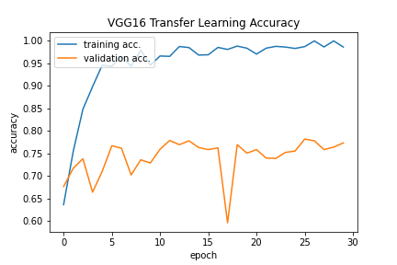 VGG16 Transfer Learning Accuracy
training acc.
validation acc.
accuracy
1.00
0.95
0.90
0.85
0.80
0.75
0.70
0.65
0.60
0 5 10 15 20 25 30
epoch